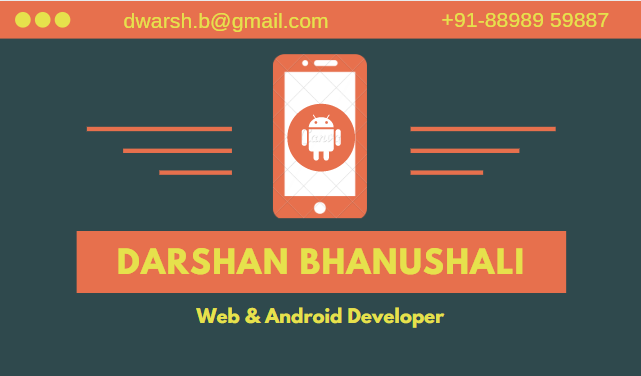 dwarsh.b@gmail.com +91-88989 59887
DARSHAN BHANUSHALI
Web & Android Developer